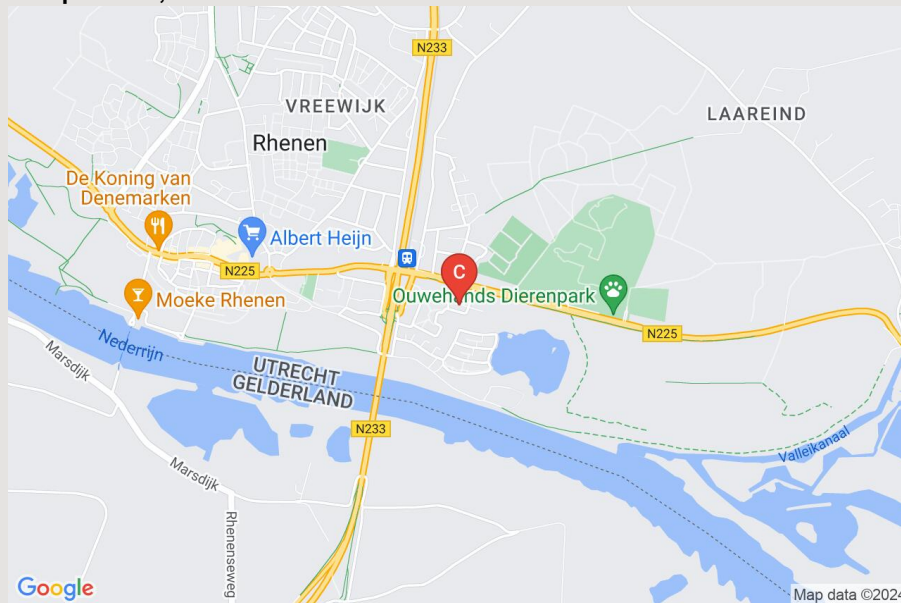 N233
VREEWIJK
LAAREIND
Rhenen
De Koning van
Denemarken
Albert Heijn
C
N225
Ouwehands Dierenpark
Moeke Rhenen
N225
Nederrijn
Marsdijk
UTRECHT
GELDERLAND
N233
Valleikanaal
Marsdijk
Rhenenseweg
Google
Map data ©2024